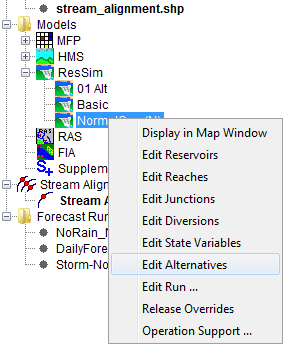 stream_alignment.shp
Models
MFP
HMS
ResSim
01 Alt
Basic
Display in Map Window
RAS
Edit Reservoirs
FIA
Edit Reaches
Supplem
Edit Junctions
Stream Align
Edit Diversions
Stream A
Edit State Variables
Forecast Run
NoRain_N
Edit Alternatives
DailyFore
Edit Run ...
Storm-No
Release Overrides
Operation Support ...